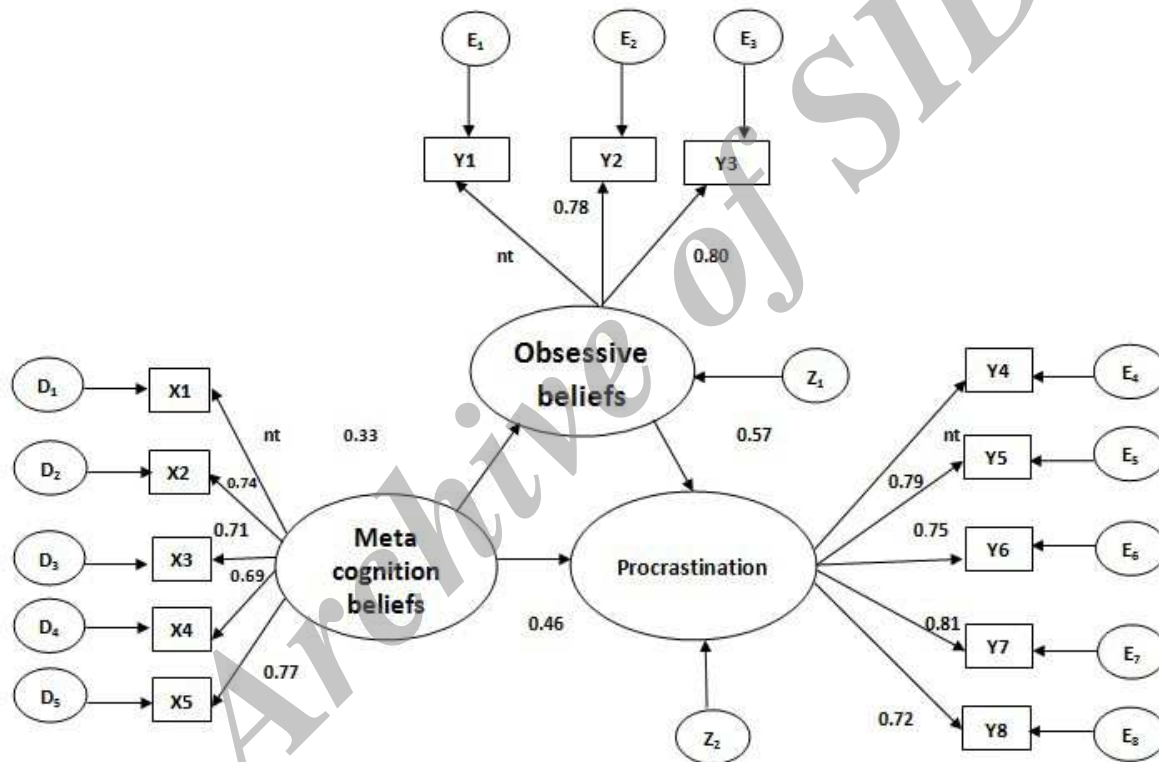 E₁ E₂ E₃
Y1 Y2 Y3
0.78
nt 0.80
Obsessive
beliefs
Z₁
D₁ X1
nt 0.33
D₂ X2
0.74
0.71
D₃ X3
0.69
D₄ X4
0.77
D₅ X5
Meta
cognition
beliefs
0.57
0.46
Procrastination
Z₂
Y4 E₄
nt
Y5 E₅
0.79
0.75 Y6 E₆
0.81 Y7 E₇
0.72 Y8 E₈
Archive of SID